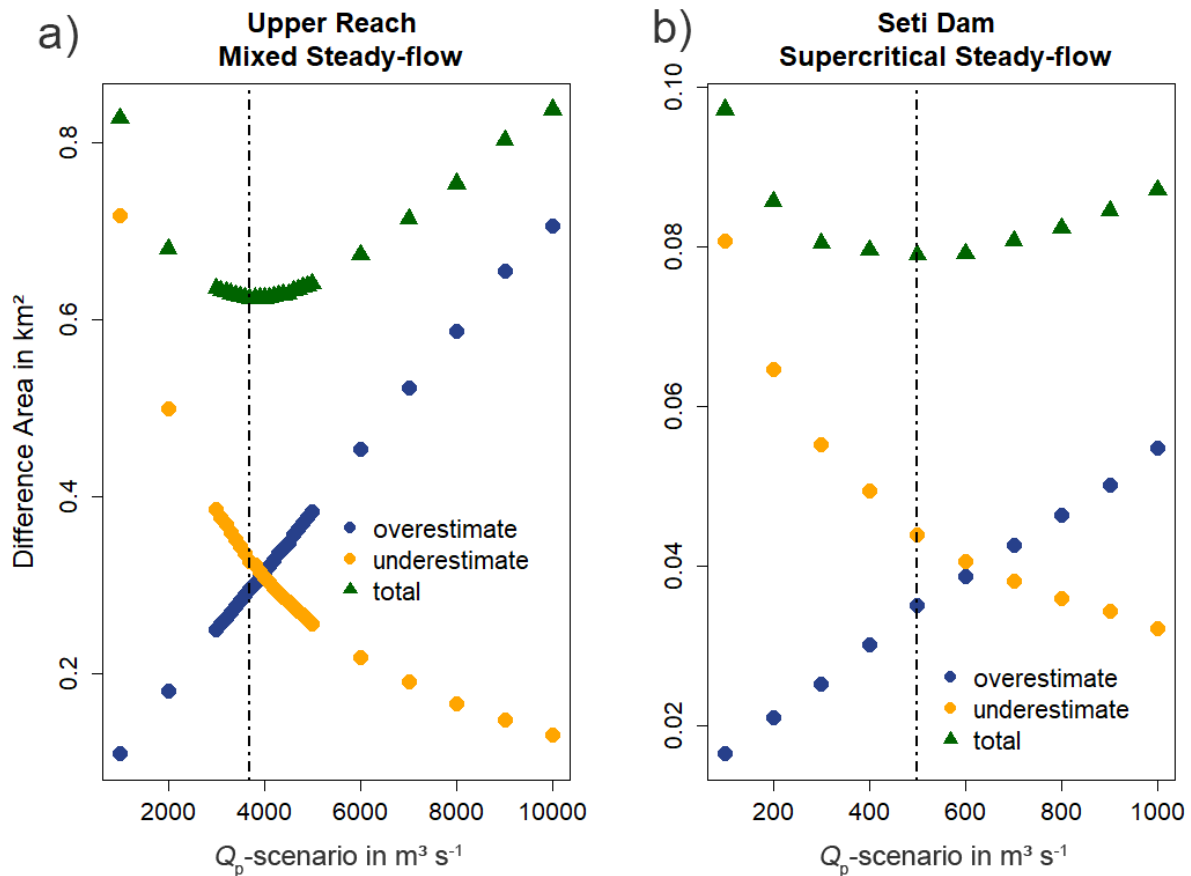 a)
Upper Reach
Mixed Steady-flow
Difference Area in km²
0.8
0.6
0.4
0.2
overestimate
underestimate
total
2000
4000
6000
8000
10000
Qp-scenario in m³ s⁻¹
b)
Seti Dam
Supercritical Steady-flow
0.10
0.08
0.06
0.04
0.02
overestimate
underestimate
total
200
400
600
800
1000
Qp-scenario in m³ s⁻¹